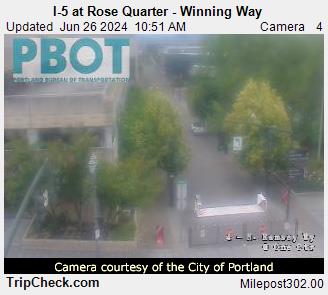 I-5 at Rose Quarter - Winning Way
Updated Jun 26 2024 10:51 AM Camera 4
PBOT
PORTLAND BUREAU OF TRANSPORTATION
Camera courtesy of the City of Portland
TripCheck.com Milepost302.00